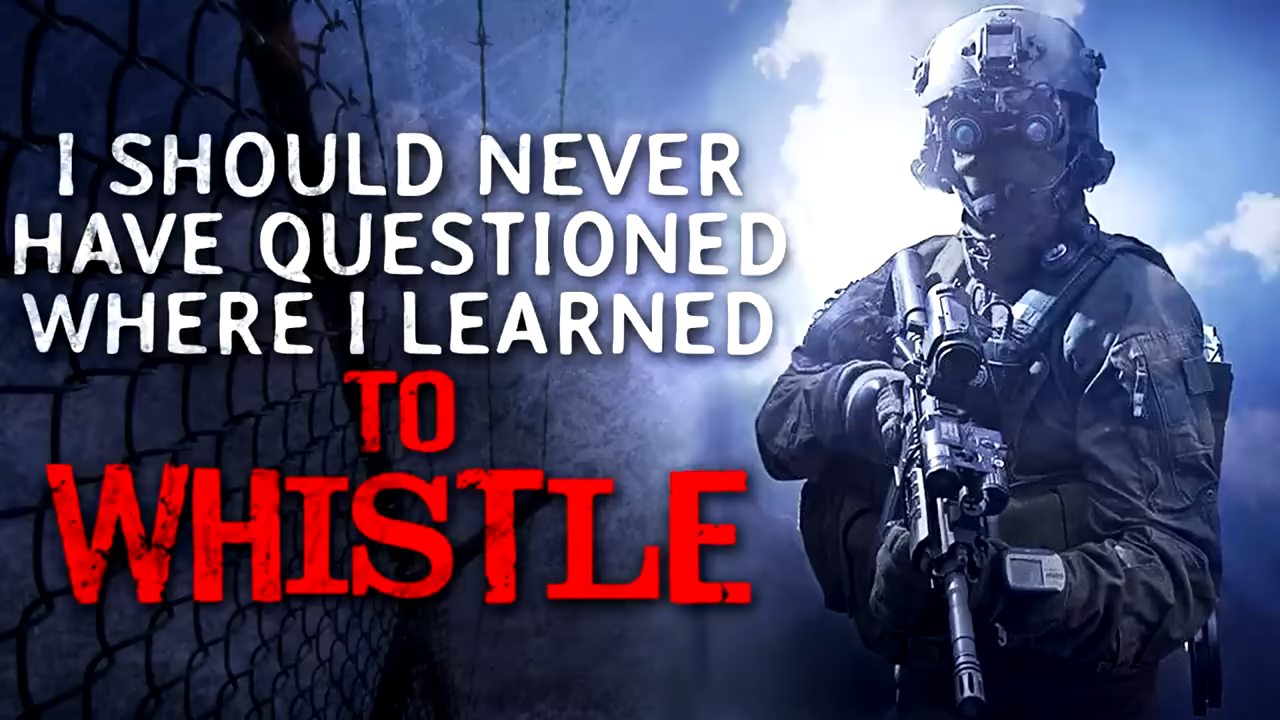 I SHOULD NEVER
HAVE QUESTIONED
WHERE I LEARNED
TO
WHISTLE